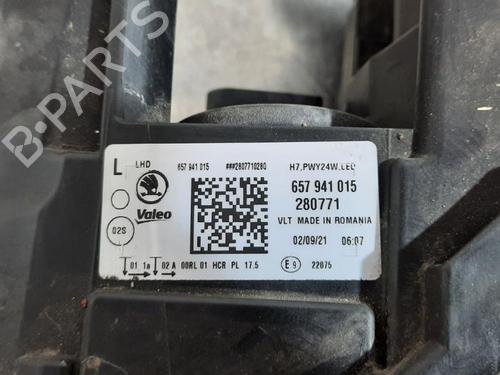 B-PARTS
L LHD 657 941 015 ###2807710280 H7,PWY24W,LED
657 941 015
280771
Valeo
VLT MADE IN ROMANIA
02S
02/09/21 06:07
01 1a 02 A 00RL 01 HCR PL 17.5 E9 22075